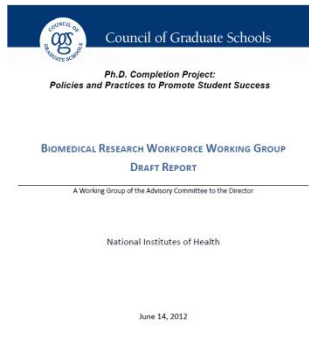 COUNCIL OF
cgs
GRADUATE SCHOOLS
Council of Graduate Schools
Ph.D. Completion Project:
Policies and Practices to Promote Student Success
BIOMEDICAL RESEARCH WORKFORCE WORKING GROUP
DRAFT REPORT
A Working Group of the Advisory Committee to the Director
National Institutes of Health
June 14, 2012